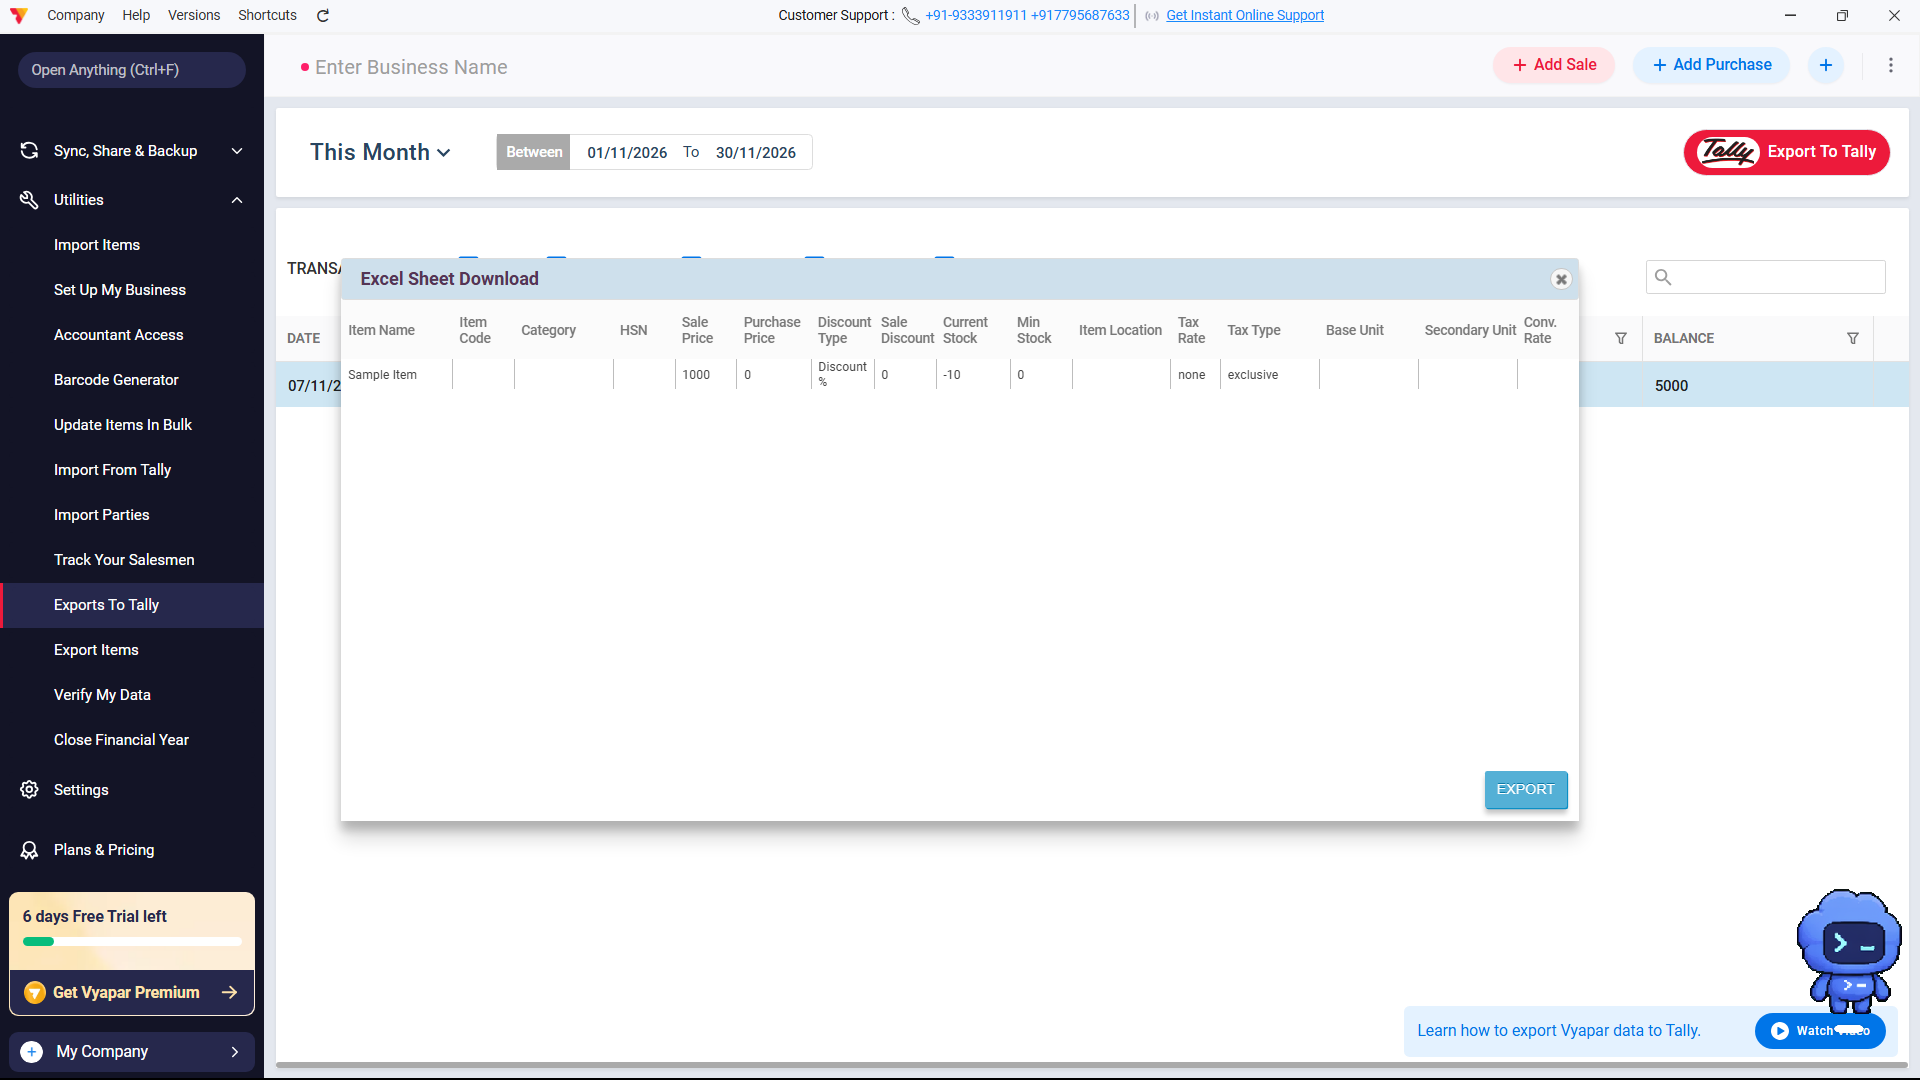 Company Help Versions Shortcuts
Customer Support : +91-9333911911 +917795687633 Get Instant Online Support
Open Anything (Ctrl+F)
Enter Business Name
+ Add Sale
+ Add Purchase
Sync, Share & Backup
Utilities
Import Items
Set Up My Business
Accountant Access
Barcode Generator
Update Items In Bulk
Import From Tally
Import Parties
Track Your Salesmen
Exports To Tally
Export Items
Verify My Data
Close Financial Year
Settings
Plans & Pricing
6 days Free Trial left
Get Vyapar Premium
My Company
This Month
Between 01/11/2026 To 30/11/2026
Tally Export To Tally
DATE
BALANCE
5000
Excel Sheet Download
Item Name
Item Code
Category
HSN
Sale Price
Purchase Price
Discount Type
Sale Discount
Current Stock
Min Stock
Item Location
Tax Rate
Tax Type
Base Unit
Secondary Unit
Conv. Rate
Sample Item 1000 0 Discount % 0 -10 0 none exclusive
EXPORT
Learn how to export Vyapar data to Tally.
Watch